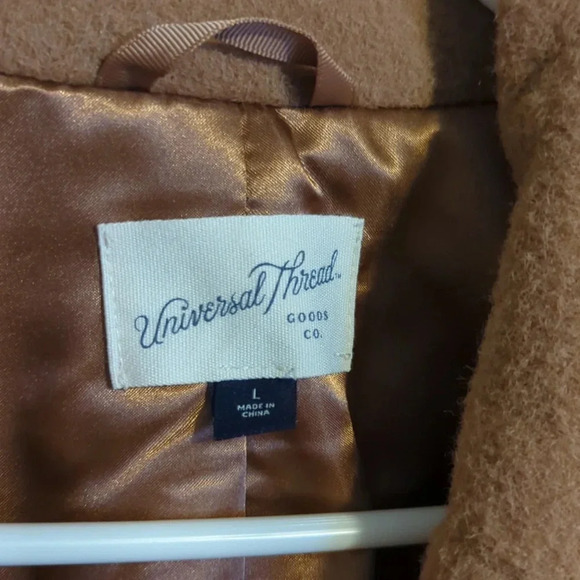 Universal Thread™
GOODS
CO.
L
MADE IN
CHINA